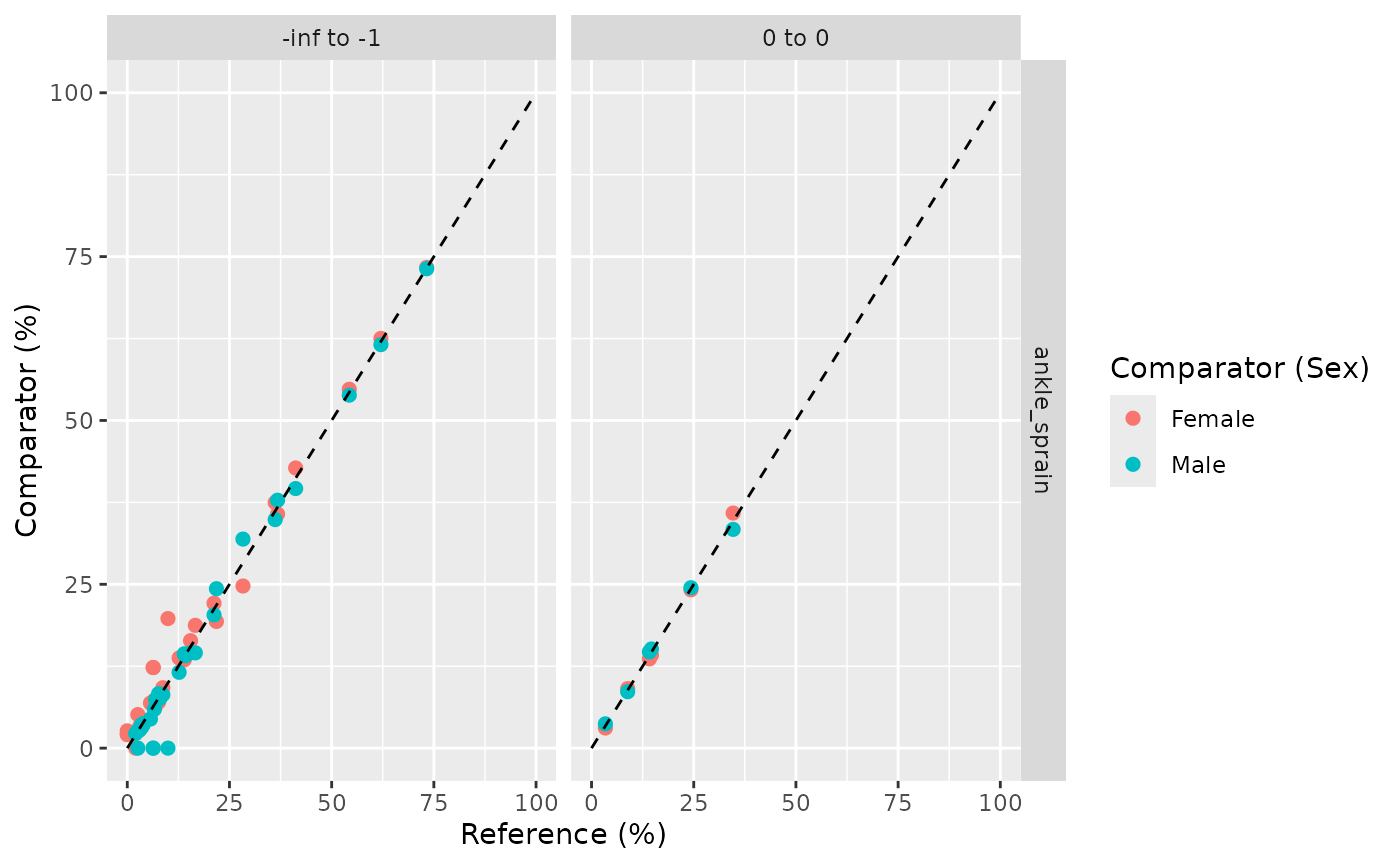 -inf to -1
0 to 0
100
75
50
25
0
Comparator (%)
0 25 50 75 100
0 25 50 75 100
Reference (%)
ankle_sprain
Comparator (Sex)
Female
Male